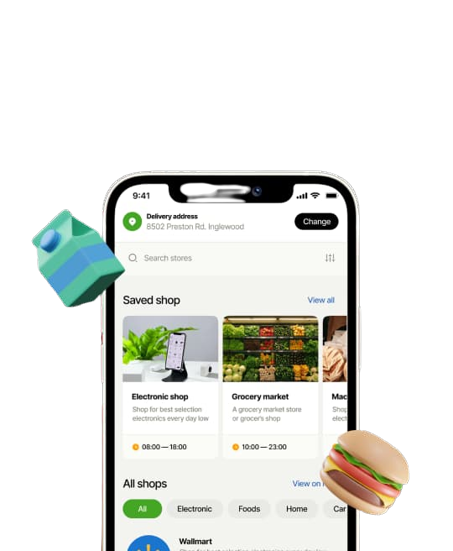 9:41
Delivery address
8502 Preston Rd. Inglewood
Change
Search stores
Saved shop
View all
Electronic shop
Shop for best selection
electronics every day low
08:00 — 18:00
Grocery market
A grocery market store
or grocer's shop
10:00 — 23:00
Mac
Shop
elect
All shops
View on
All
Electronic
Foods
Home
Car
Wallmart